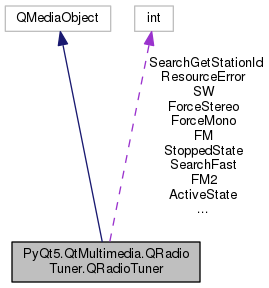 QMediaObject
int
SearchGetStationId
ResourceError
SW
ForceStereo
ForceMono
FM
StoppedState
SearchFast
FM2
ActiveState
...
PyQt5.QtMultimedia.QRadio
Tuner.QRadioTuner